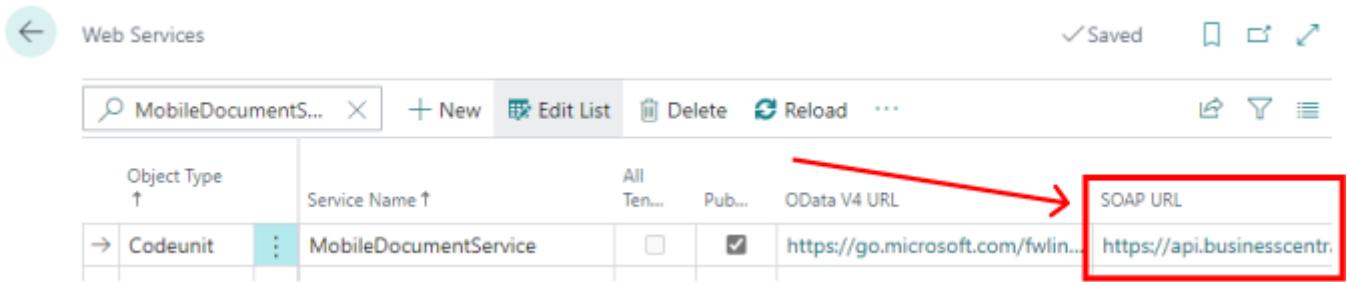 Web Services
Saved
MobileDocumentS...
New
Edit List
Delete
Reload
Object Type
↑
Service Name ↑
All
Ten...
Pub...
OData V4 URL
SOAP URL
Codeunit
MobileDocumentService
https://go.microsoft.com/fwlin...
https://api.businesscentr